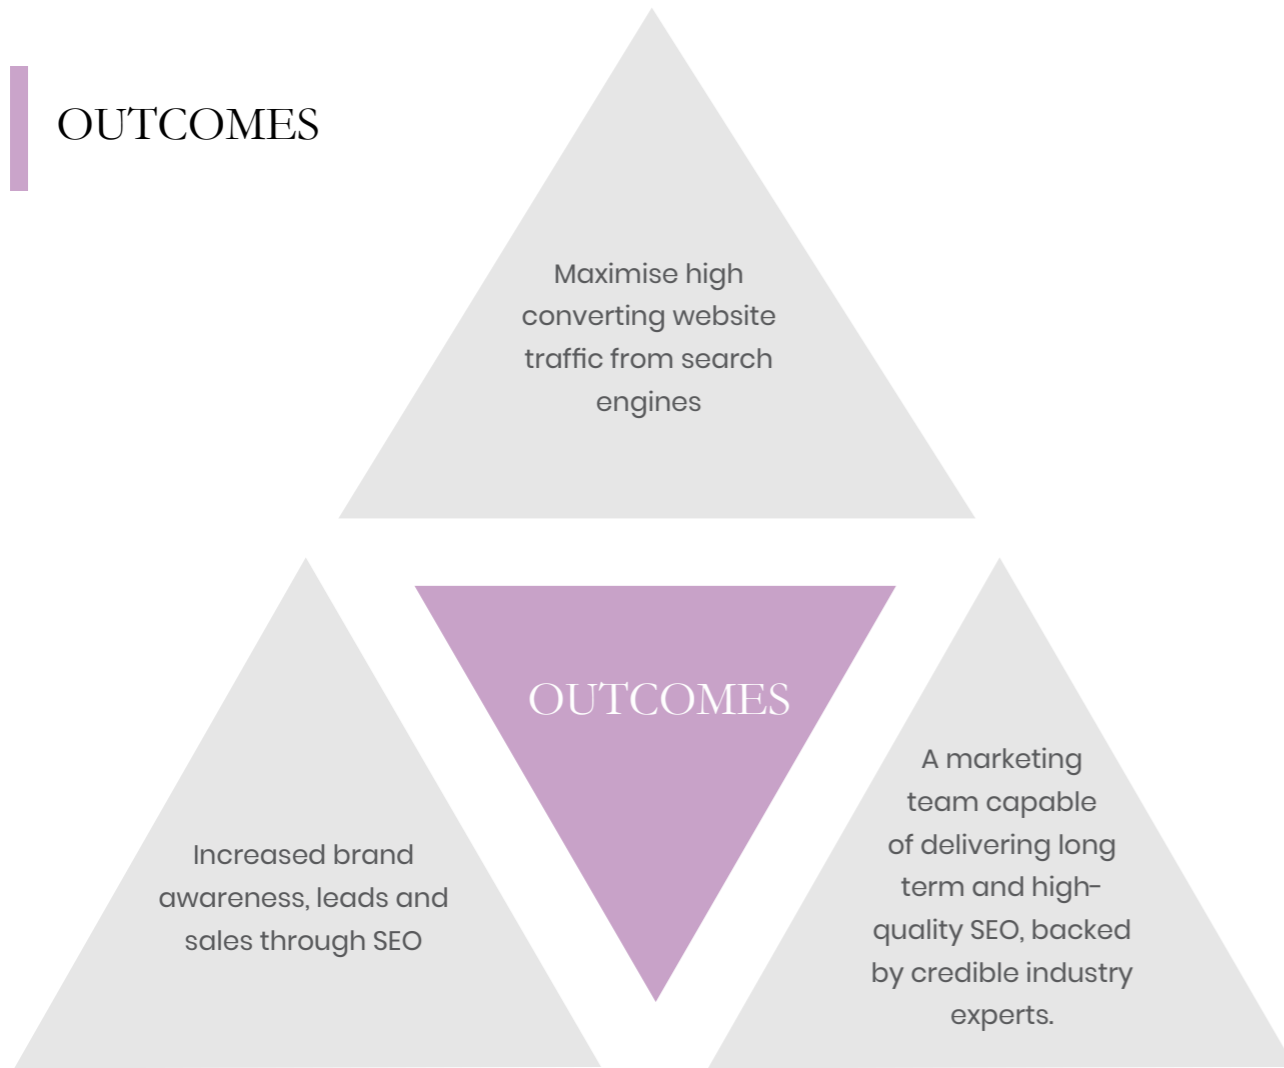 OUTCOMES
Maximise high
converting website
traffic from search
engines
OUTCOMES
Increased brand
awareness, leads and
sales through SEO
A marketing
team capable
of delivering long
term and high-
quality SEO, backed
by credible industry
experts.